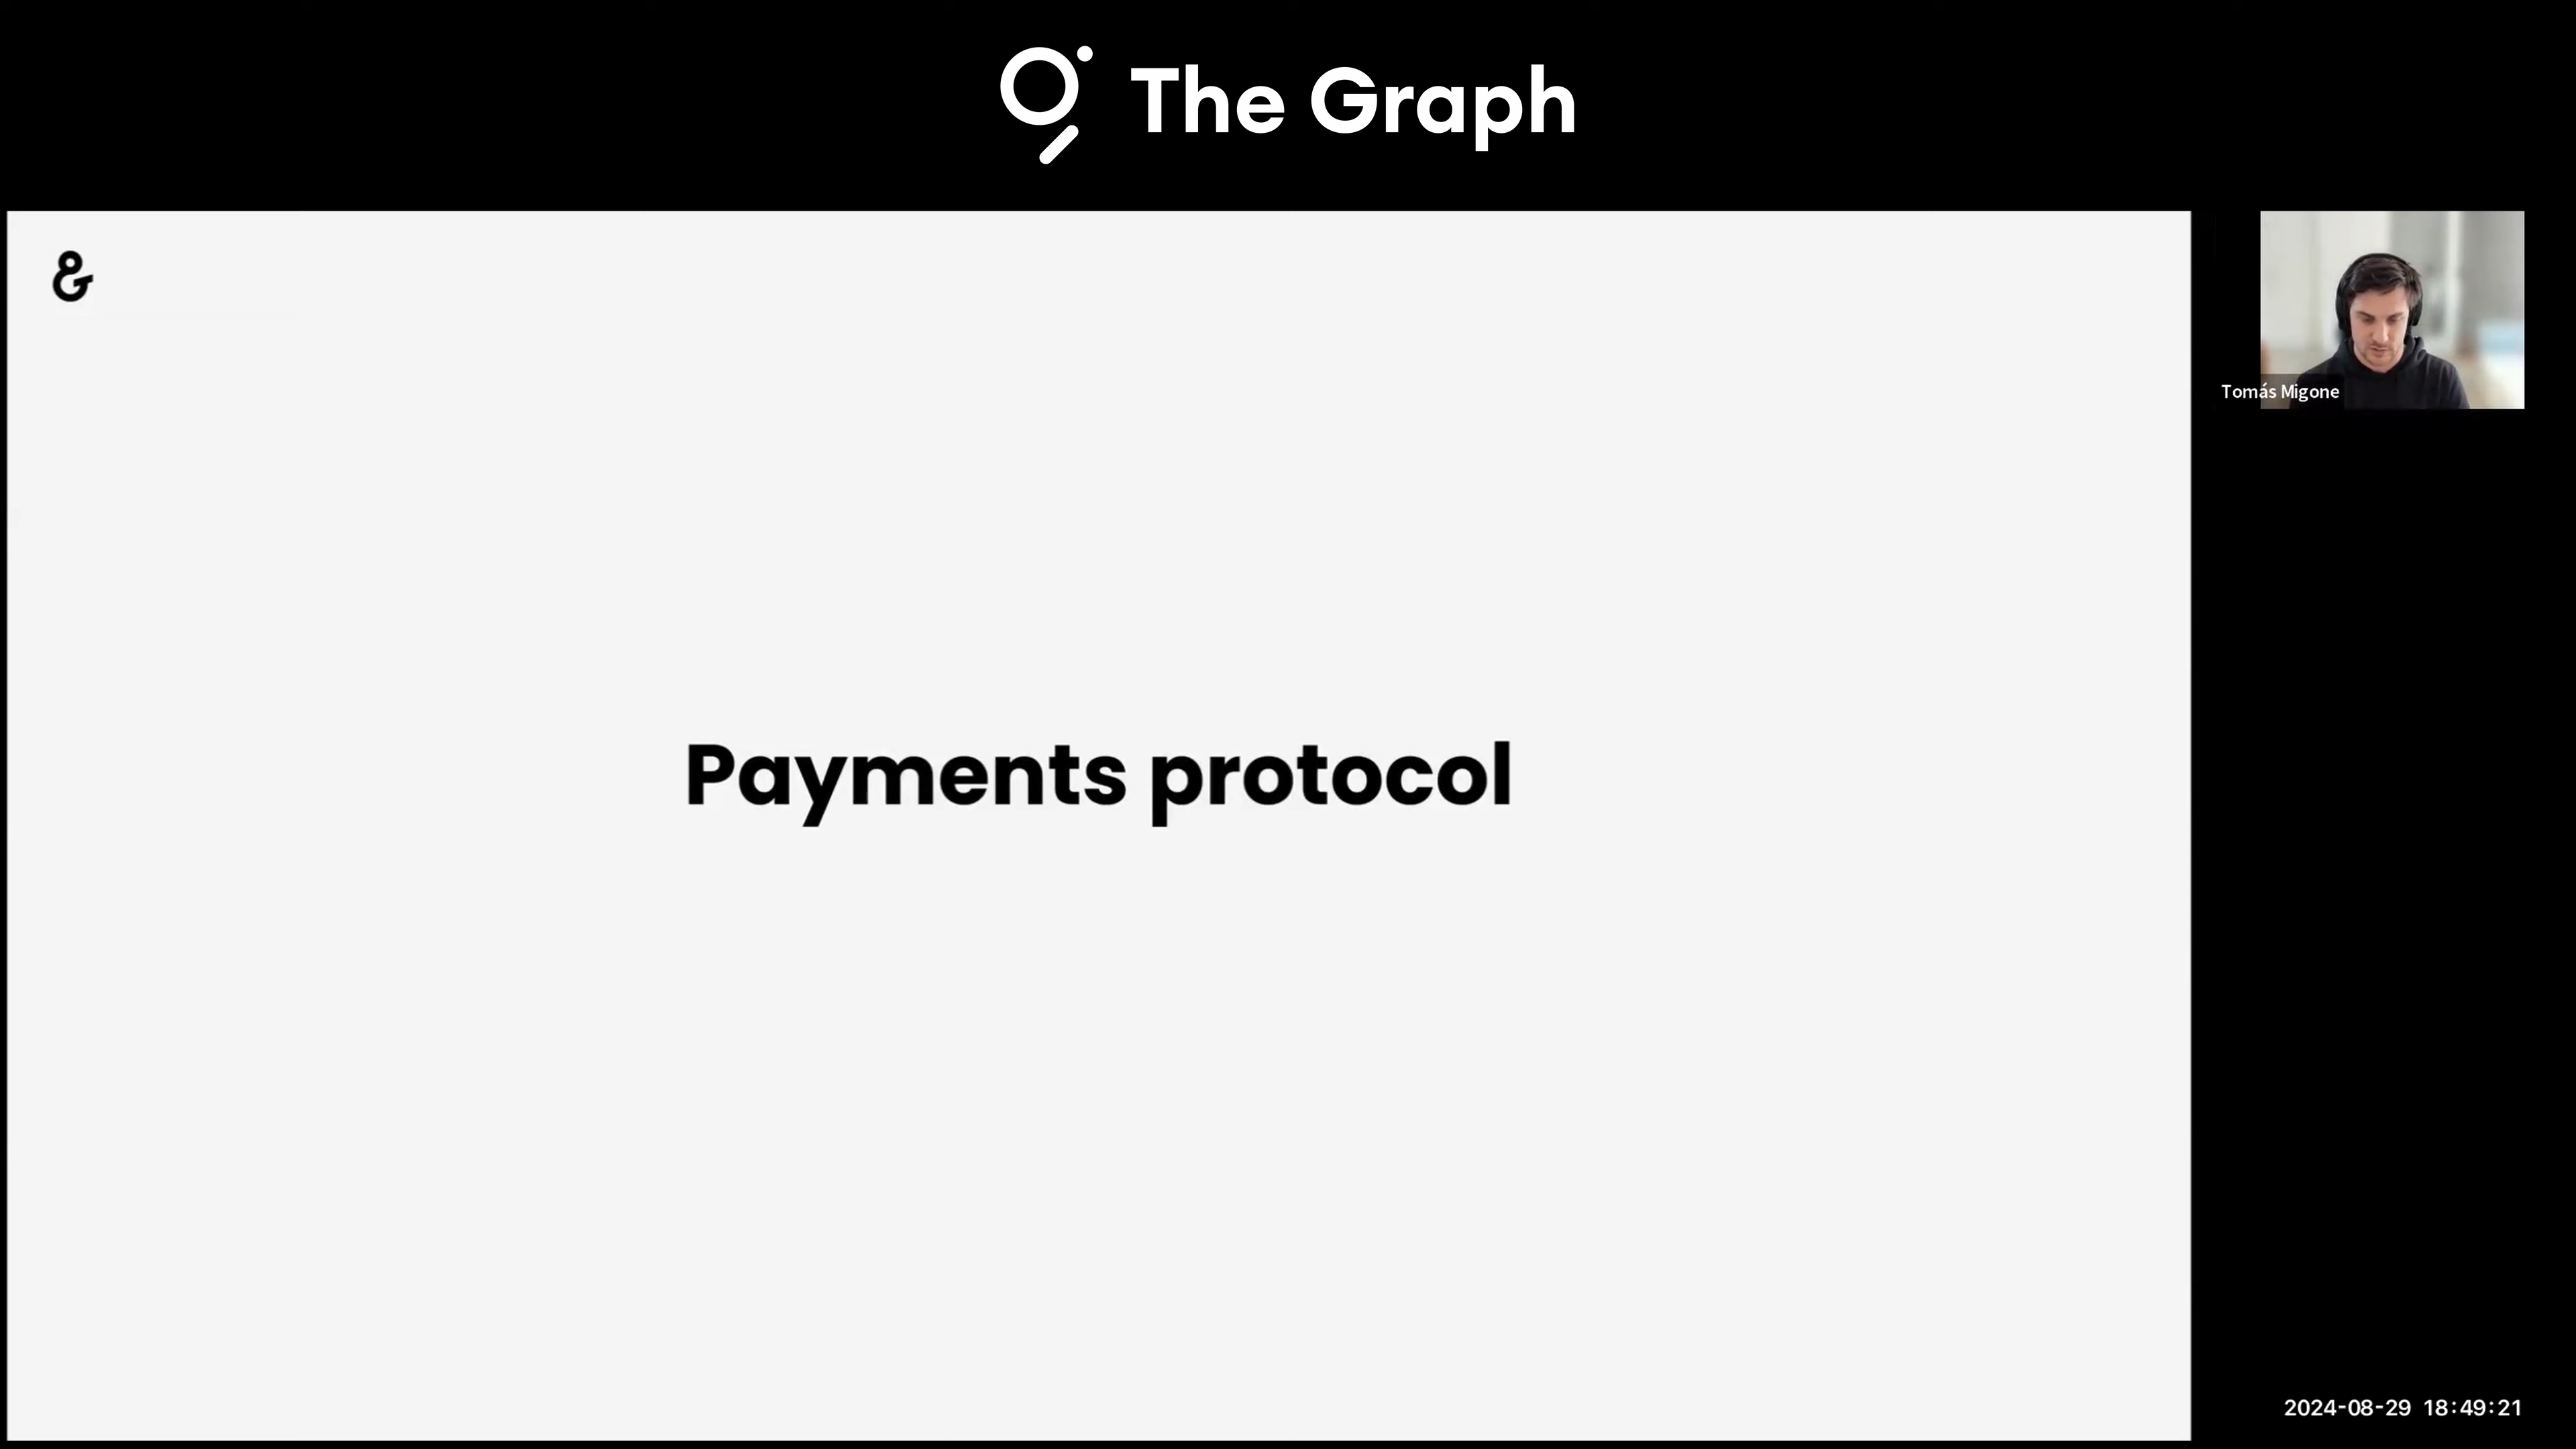 The Graph
&
Payments protocol
Tomás Migone
2024-08-29 18:49:21